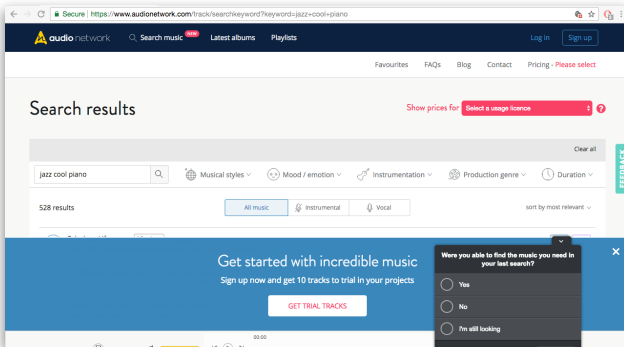 Secure | https://www.audionetwork.com/track/searchkeyword?keyword=jazz+cool+piano
audio network Search music NEW Latest albums Playlists Log in Sign up
Favourites FAQs Blog Contact Pricing - Please select
Search results
Show prices for Select a usage licence ?
Clear all
jazz cool piano Musical styles Mood / emotion Instrumentation Production genre Duration
FEEDBACK
528 results All music Instrumental Vocal sort by most relevant
Get started with incredible music
Sign up now and get 10 tracks to trial in your projects
GET TRIAL TRACKS
Were you able to find the music you need in
your last search?
Yes
No
I'm still looking
00:00